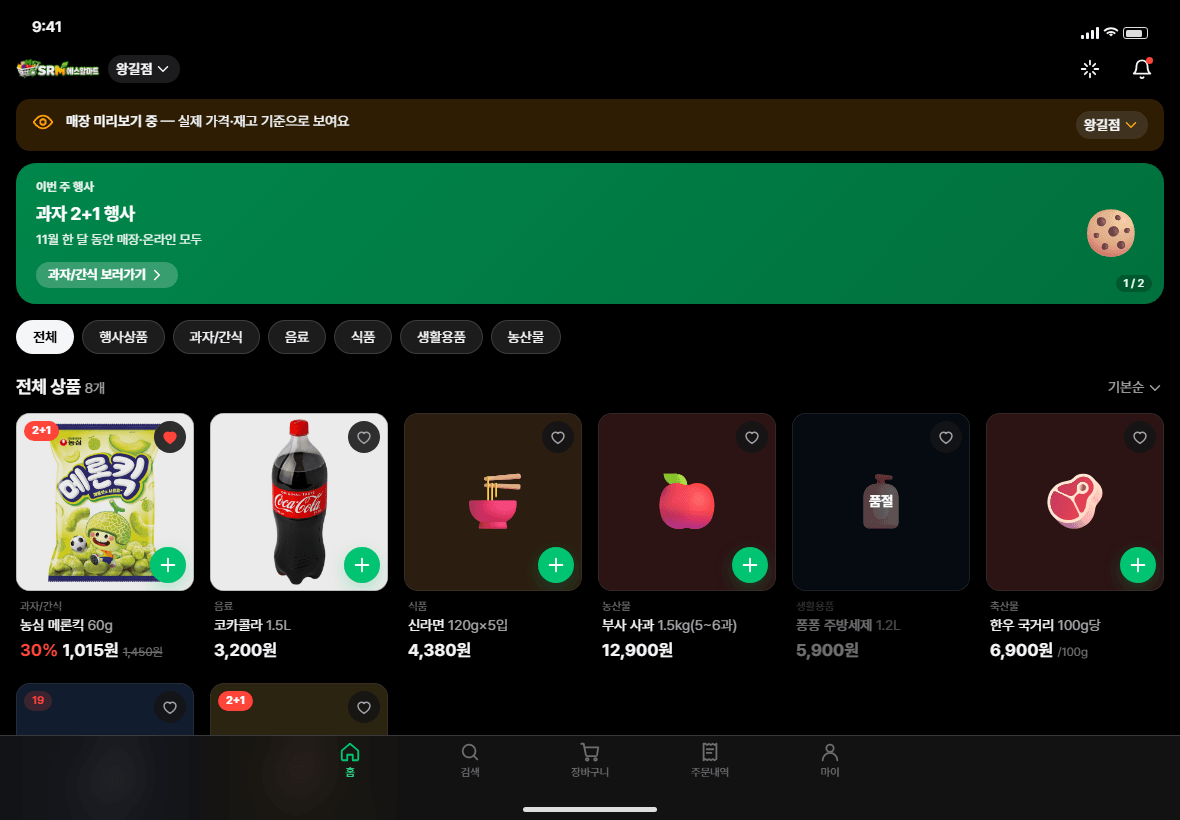 9:41
SRM에스알마트
왕길점
매장 미리보기 중 — 실제 가격·재고 기준으로 보여요
왕길점
이번 주 행사
과자 2+1 행사
11월 한 달 동안 매장·온라인 모두
과자/간식 보러가기
1 / 2
전체
행사상품
과자/간식
음료
식품
생활용품
농산물
전체 상품 8개
기본순
2+1
농심
메론킥
Coca-Cola
품절
과자/간식
농심 메론킥 60g
30% 1,015원 1,450원
음료
코카콜라 1.5L
3,200원
식품
신라면 120g×5입
4,380원
농산물
부사 사과 1.5kg(5~6과)
12,900원
생활용품
퐁퐁 주방세제 1.2L
5,900원
축산물
한우 국거리 100g당
6,900원 /100g
19
2+1
홈
검색
장바구니
주문내역
마이